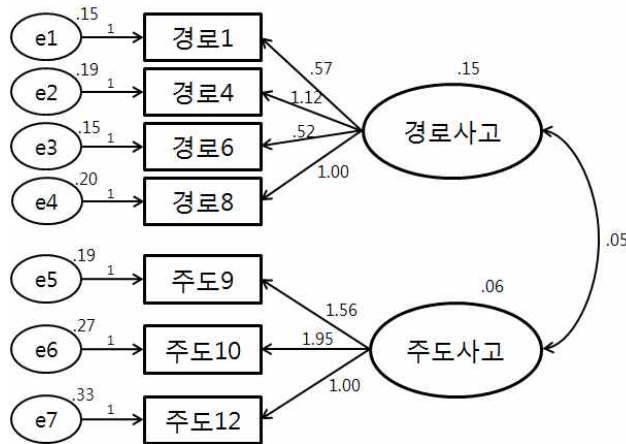 .15
e1
1
경로1
.57
.19
e2
1
경로4
1.12
.15
.15
e3
1
경로6
.52
경로사고
.20
e4
1
경로8
1.00
.05
.19
e5
1
주도9
1.56
.06
.27
e6
1
주도10
1.95
주도사고
.33
e7
1
주도12
1.00